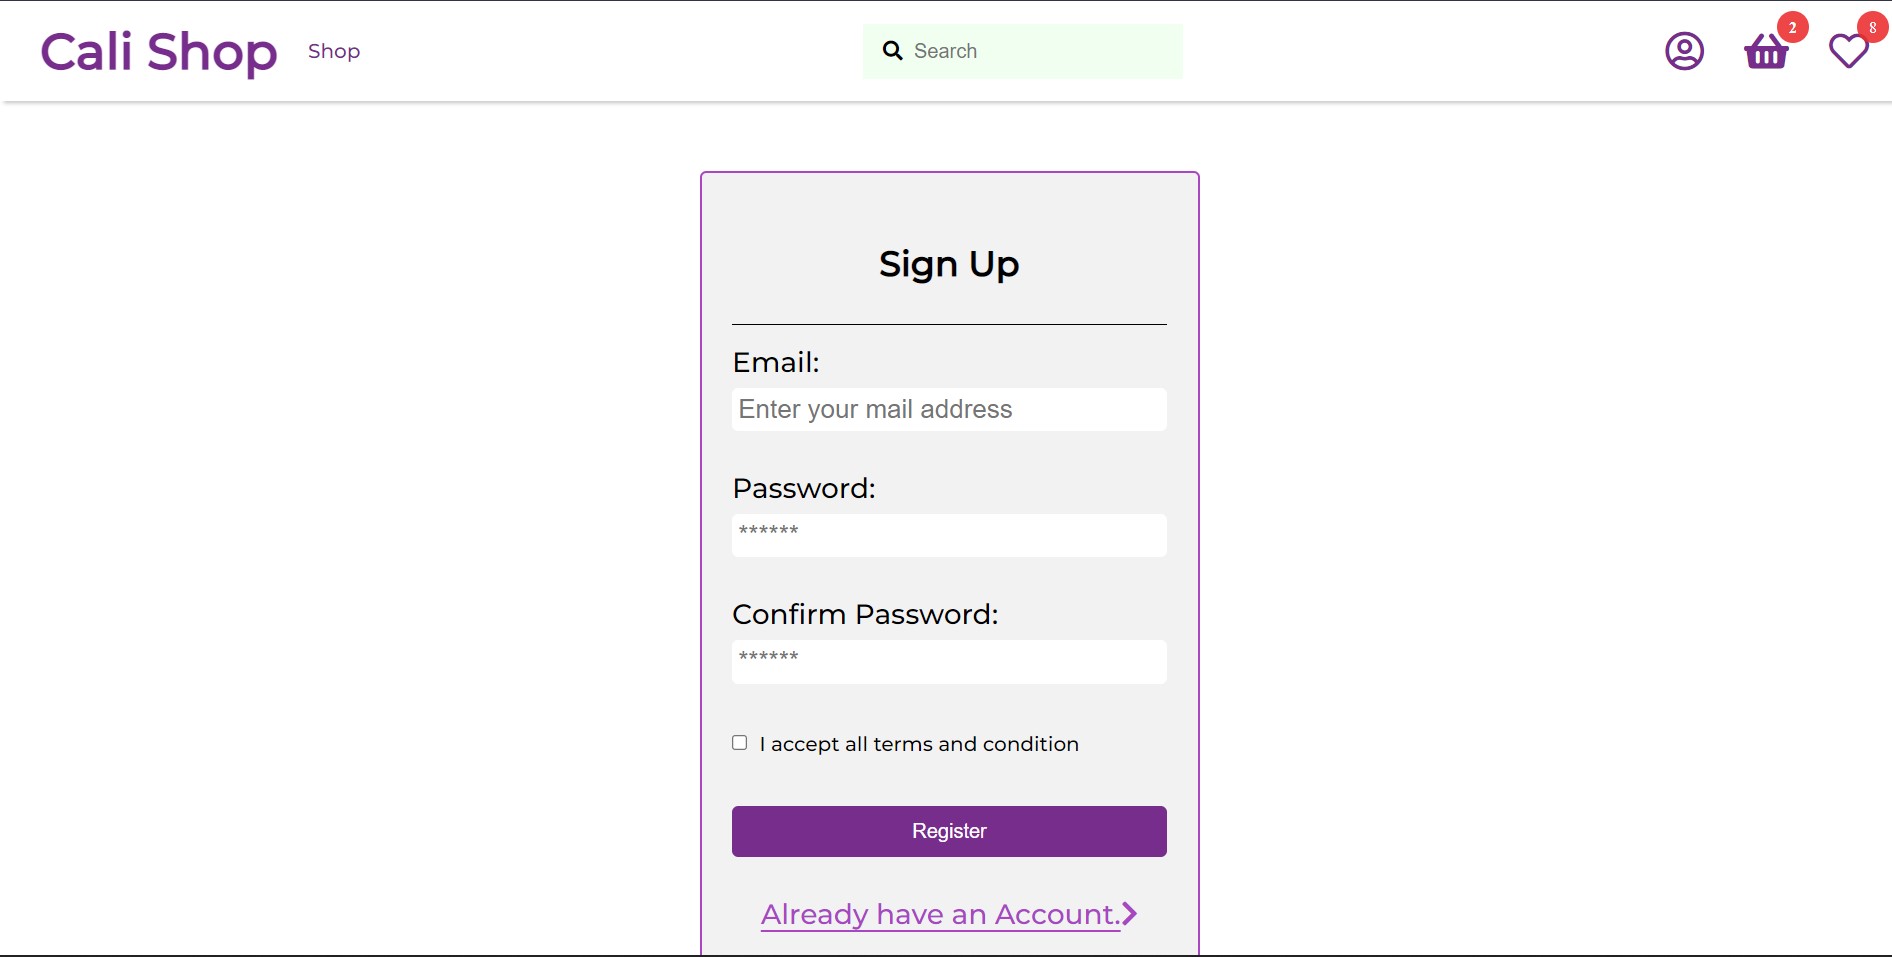 Cali Shop
Shop
Search
2
8
Sign Up
Email:
Enter your mail address
Password:
******
Confirm Password:
******
I accept all terms and condition
Register
Already have an Account.